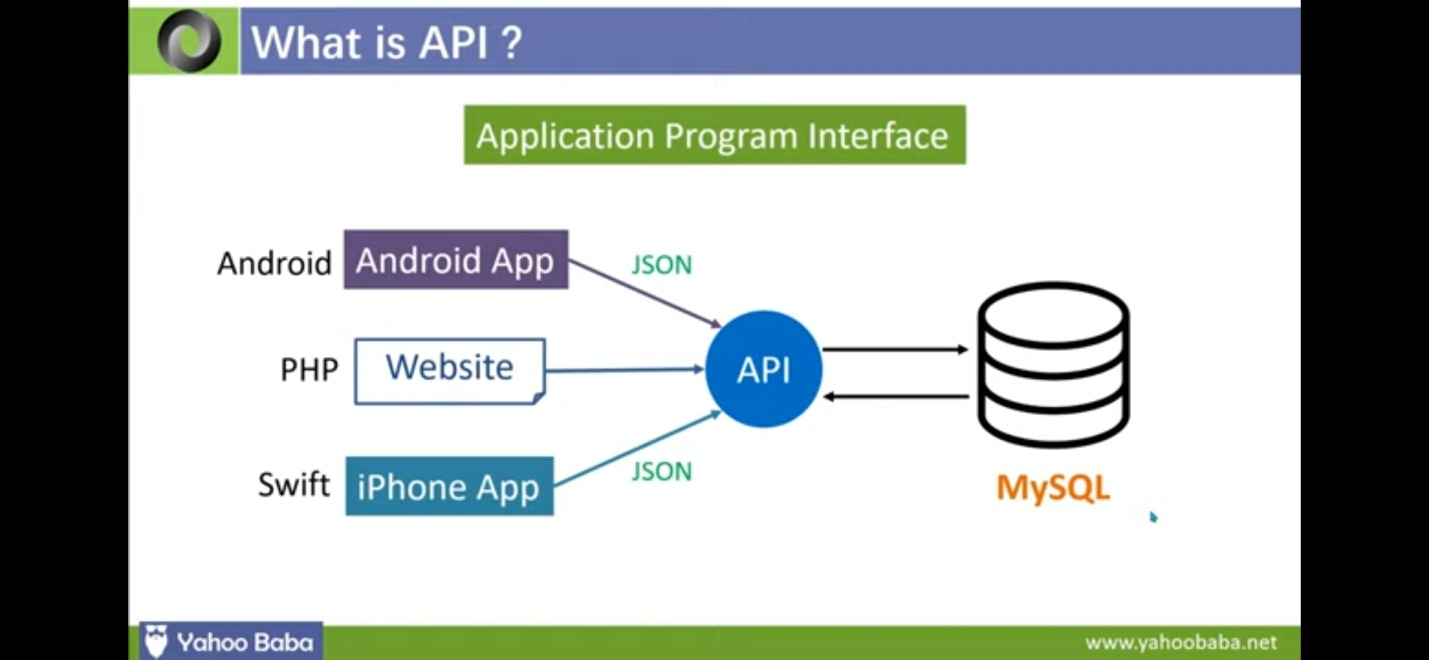 What is API ?
Application Program Interface
Android Android App JSON
PHP Website
API
Swift iPhone App JSON
MySQL
Yahoo Baba www.yahoobaba.net